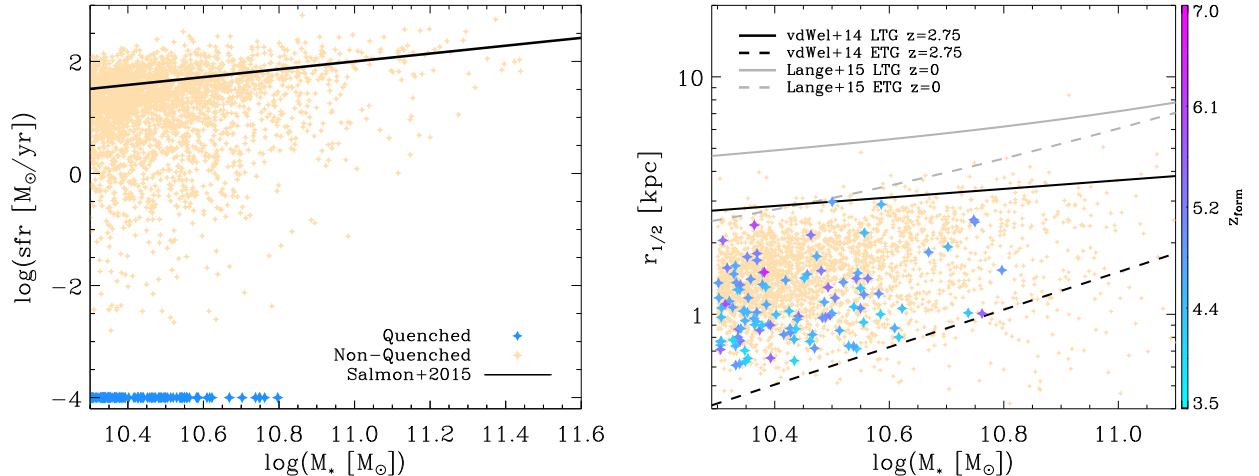 log(sfr [M⊙/yr])
2
0
−2
−4
Quenched
Non−Quenched
Salmon+2015
10.4 10.6 10.8 11.0 11.2 11.4 11.6
log(M* [M⊙])
r1/2 [kpc]
10
1
vdWel+14 LTG z=2.75
vdWel+14 ETG z=2.75
Lange+15 LTG z=0
Lange+15 ETG z=0
10.4 10.6 10.8 11.0
log(M* [M⊙])
7.0
6.1
5.2
4.4
3.5
zform